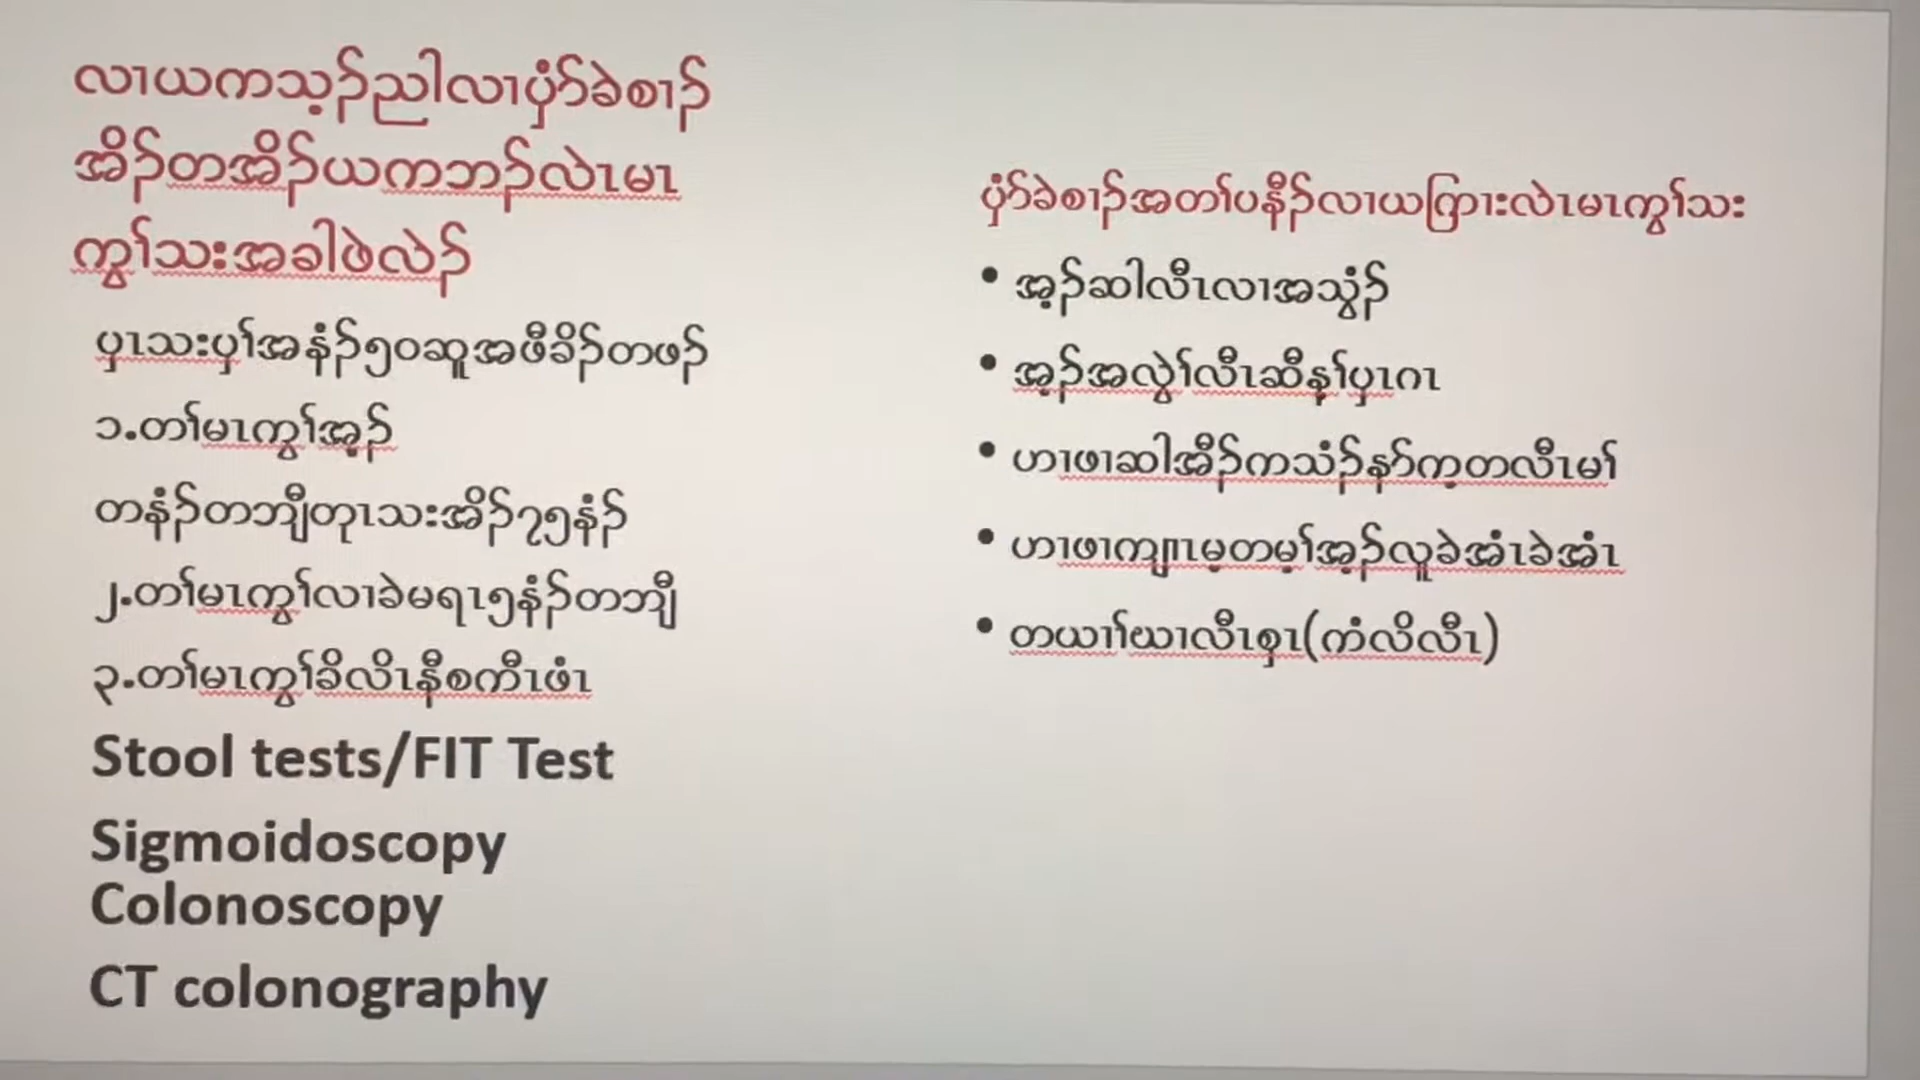 လၢယကသ့ၣ်ညါလၢပှံာ်ခဲစၢၣ်
အိၣ်တအိၣ်ယကဘၣ်လဲၤမၤ
ကွၢ်သးအခါဖဲလဲၣ်
ပှၤသးပှၢ်အနံၣ်၅၀ဆူအဖီခိၣ်တဖၣ်
၁.တၢ်မၤကွၢ်အ့ၣ်
တနံၣ်တဘျီတုၤသးအိၣ်၇၅နံၣ်
၂.တၢ်မၤကွၢ်လၢခဲမရၤ၅နံၣ်တဘျီ
၃.တၢ်မၤကွၢ်ခိလိၤနီစကီၤဖံၤ
Stool tests/FIT Test
Sigmoidoscopy
Colonoscopy
CT colonography
ပှံာ်ခဲစၢၣ်အတၢ်ပနီၣ်လၢယကြၢးလဲၤမၤကွၢ်သး
• အ့ၣ်ဆါလီၤလၢအသွံၣ်
• အ့ၣ်အလွဲၢ်လီၤဆီန့ၢ်ပှၤဂၤ
• ဟၢဖၢဆါအီၣ်ကသံၣ်နာ်က့တလီၤမၢ်
• ဟၢဖၢကျၢၤမ့တမ့ၢ်အ့ၣ်လူခဲအံၤခဲအံၤ
• တယၢၢ်ဃၢလီၤစှၤ(ကံလိလီၤ)